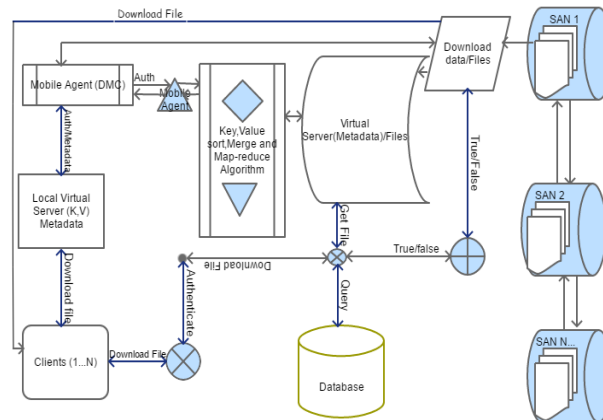 Download File
SAN 1
Download
data/Files
Mobile Agent (DMC)
Auth
Mobile
Agent
Key,Value
sort,Merge and
Map-reduce
Algorithm
Virtual
Server(Metadata)/Files
Auth/Metadata
True/False
Local Virtual
Server (K,V)
Metadata
SAN 2
Get File
Download File
True/false
Download file
Authenticate
Query
Clients (1...N)
Download File
Database
SAN N...